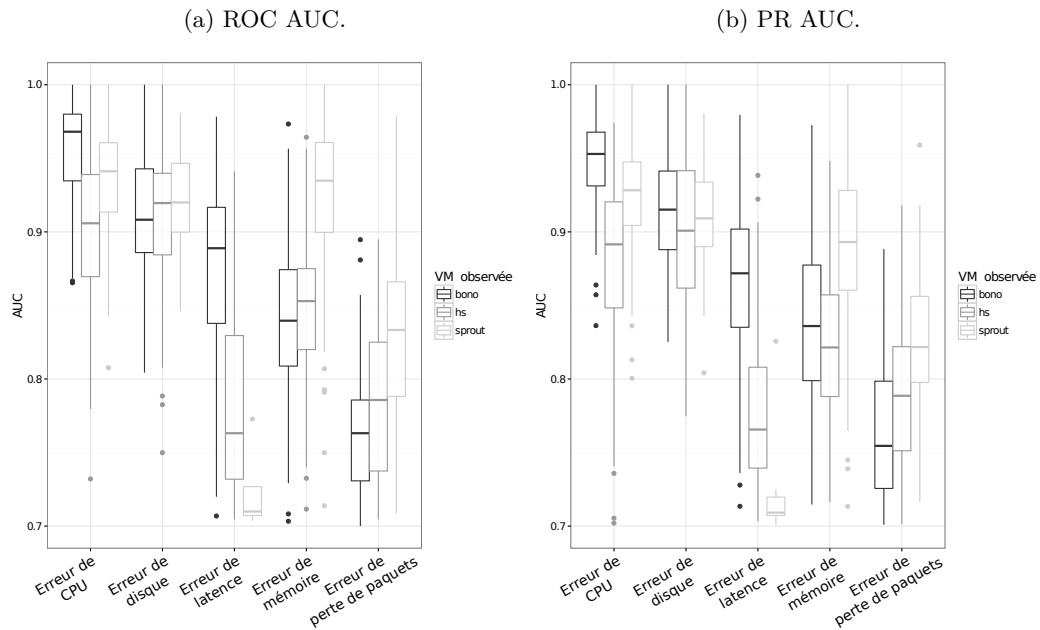 (a) ROC AUC.
1.0
0.9
0.8
0.7
AUC
Erreur de
CPU
Erreur de
disque
Erreur de
latence
Erreur de
mémoire
Erreur de
perte de paquets
VM observée
bono
hs
sprout
(b) PR AUC.
1.0
0.9
0.8
0.7
AUC
Erreur de
CPU
Erreur de
disque
Erreur de
latence
Erreur de
mémoire
Erreur de
perte de paquets
VM observée
bono
hs
sprout